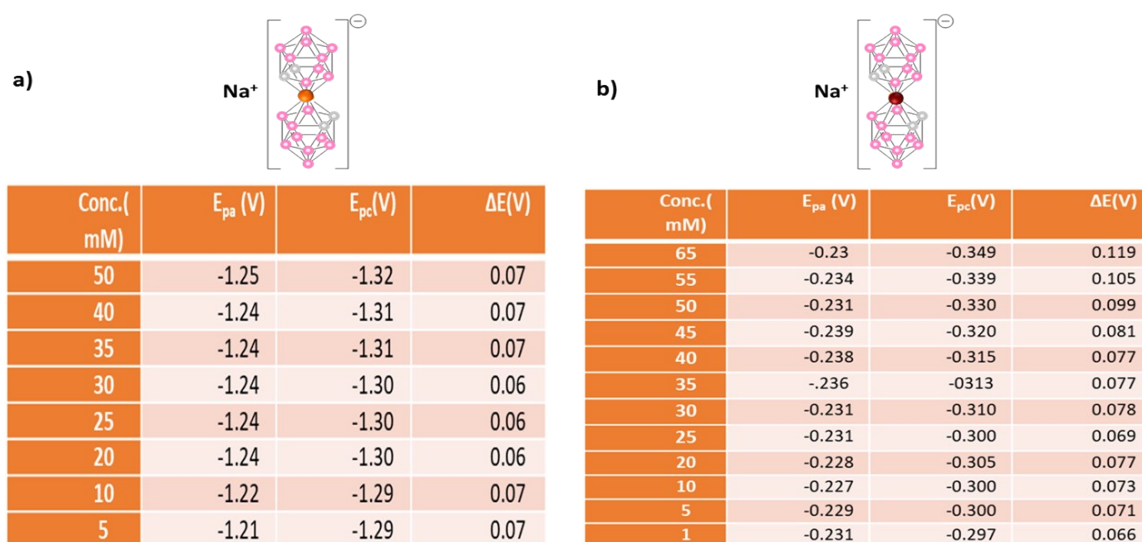 a)
Na⁺
−
Conc.( mM) Epa (V) Epc(V) ΔE(V)
50 -1.25 -1.32 0.07
40 -1.24 -1.31 0.07
35 -1.24 -1.31 0.07
30 -1.24 -1.30 0.06
25 -1.24 -1.30 0.06
20 -1.24 -1.30 0.06
10 -1.22 -1.29 0.07
5 -1.21 -1.29 0.07
b)
Na⁺
−
Conc.( mM) Epa (V) Epc(V) ΔE(V)
65 -0.23 -0.349 0.119
55 -0.234 -0.339 0.105
50 -0.231 -0.330 0.099
45 -0.239 -0.320 0.081
40 -0.238 -0.315 0.077
35 -.236 -0313 0.077
30 -0.231 -0.310 0.078
25 -0.231 -0.300 0.069
20 -0.228 -0.305 0.077
10 -0.227 -0.300 0.073
5 -0.229 -0.300 0.071
1 -0.231 -0.297 0.066